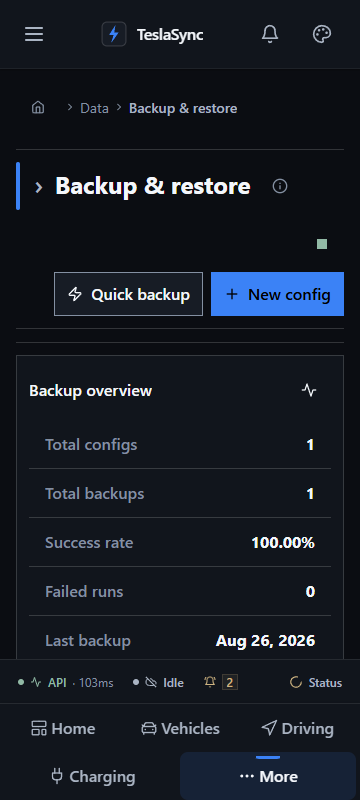 TeslaSync
Data
Backup & restore
Backup & restore
Quick backup
New config
Backup overview
Total configs 1
Total backups 1
Success rate 100.00%
Failed runs 0
Last backup Aug 26, 2026
API · 103ms Idle 2 Status
Home Vehicles Driving
Charging More